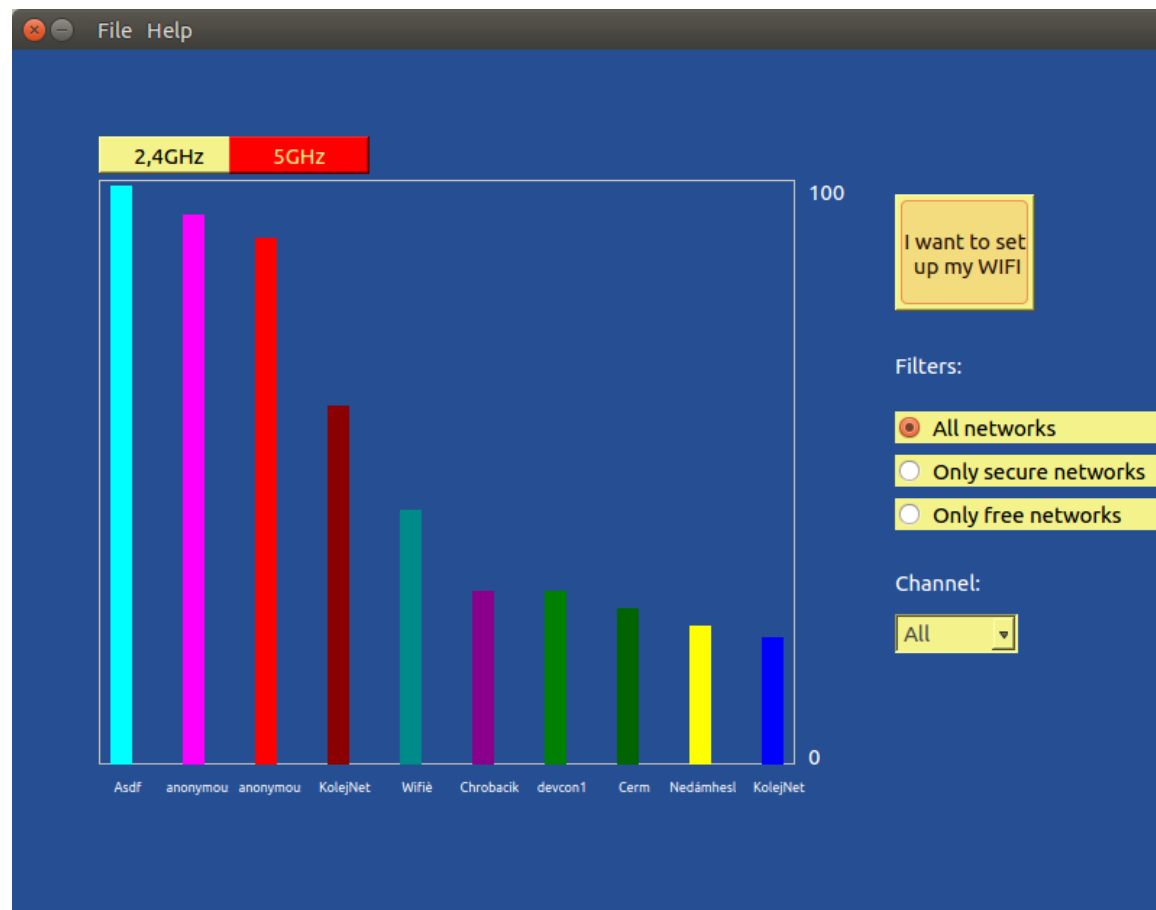 File Help
2,4GHz 5GHz
100
I want to set
up my WIFI
Filters:
All networks
Only secure networks
Only free networks
Channel:
All
0
Asdf anonymou anonymou KolejNet Wifiè Chrobacik devcon1 Cerm Nedámhesl KolejNet